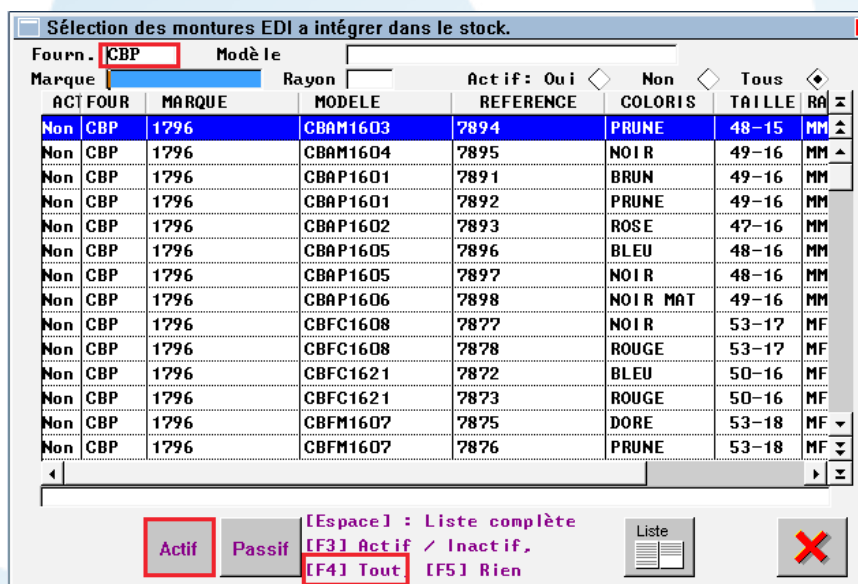 Sélection des montures EDI a intégrer dans le stock.
Fourn. CBP Modèle
Marque Rayon Actif: Oui Non Tous
ACT FOUR MARQUE MODELE REFERENCE COLORIS TAILLE RA
Non CBP 1796 CBAM1603 7894 PRUNE 48-15 MM
Non CBP 1796 CBAM1604 7895 NOIR 49-16 MM
Non CBP 1796 CBAP1601 7891 BRUN 49-16 MM
Non CBP 1796 CBAP1601 7892 PRUNE 49-16 MM
Non CBP 1796 CBAP1602 7893 ROSE 47-16 MM
Non CBP 1796 CBAP1605 7896 BLEU 48-16 MM
Non CBP 1796 CBAP1605 7897 NOIR 48-16 MM
Non CBP 1796 CBAP1606 7898 NOIR MAT 49-16 MM
Non CBP 1796 CBFC1608 7877 NOIR 53-17 MF
Non CBP 1796 CBFC1608 7878 ROUGE 53-17 MF
Non CBP 1796 CBFC1621 7872 BLEU 50-16 MF
Non CBP 1796 CBFC1621 7873 ROUGE 50-16 MF
Non CBP 1796 CBFM1607 7875 DORE 53-18 MF
Non CBP 1796 CBFM1607 7876 PRUNE 53-18 MF
Actif Passif
[Espace] : Liste complète
[F3] Actif / Inactif,
[F4] Tout, [F5] Rien
Liste